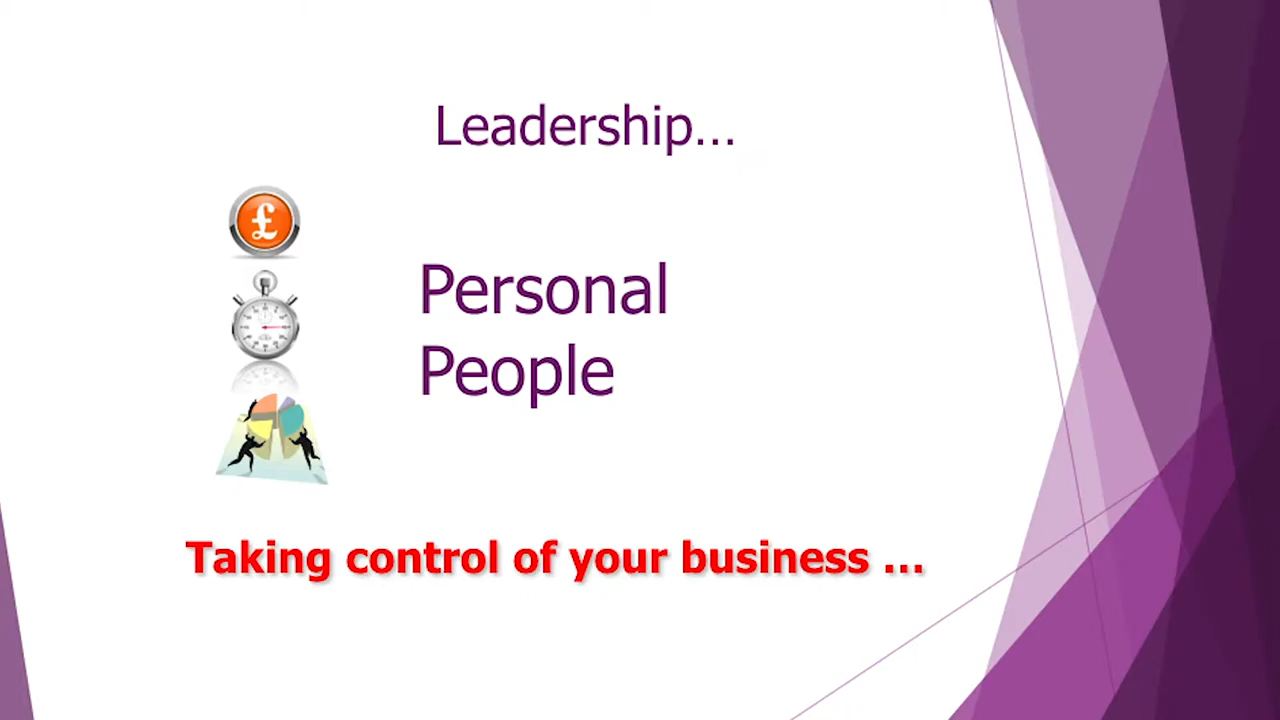 Leadership...
£
Personal
People
Taking control of your business ...